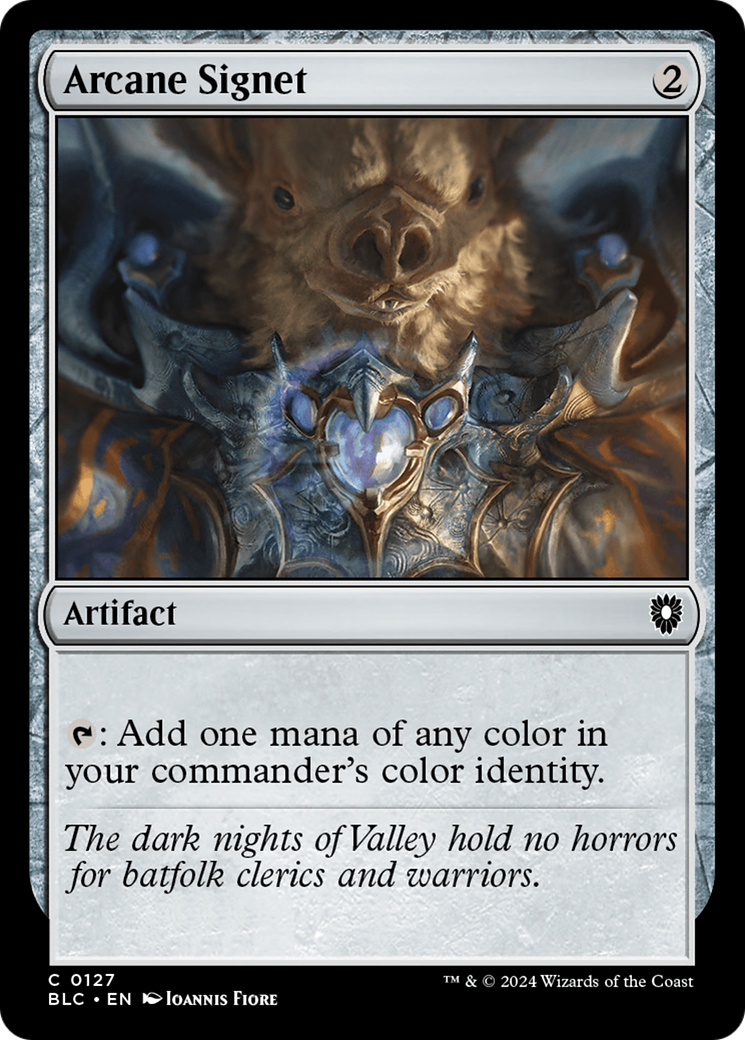 Arcane Signet 2
Artifact
: Add one mana of any color in
your commander's color identity.
The dark nights of Valley hold no horrors
for batfolk clerics and warriors.
C 0127
BLC • EN Ioannis Fiore
™ & © 2024 Wizards of the Coast